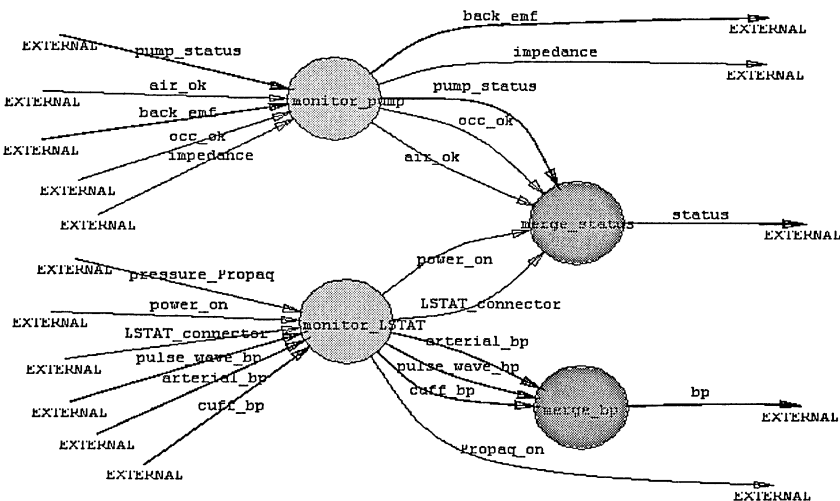 back_emf
EXTERNAL
EXTERNAL
pump_status
impedance
EXTERNAL
air_ok
pump_status
EXTERNAL
monitor_pump
back_emf
occ_ok
EXTERNAL
occ_ok
impedance
air_ok
EXTERNAL
EXTERNAL
merge_status
status
EXTERNAL
power_on
EXTERNAL
pressure_Propaq
power_on
LSTAT_connector
EXTERNAL
monitor_LSTAT
LSTAT_connector
arterial_bp
EXTERNAL
pulse_wave_bp
pulse_wave_bp
arterial_bp
cuff_bp
bp
EXTERNAL
cuff_bp
merge_bp
EXTERNAL
EXTERNAL
Propaq_on
EXTERNAL
EXTERNAL